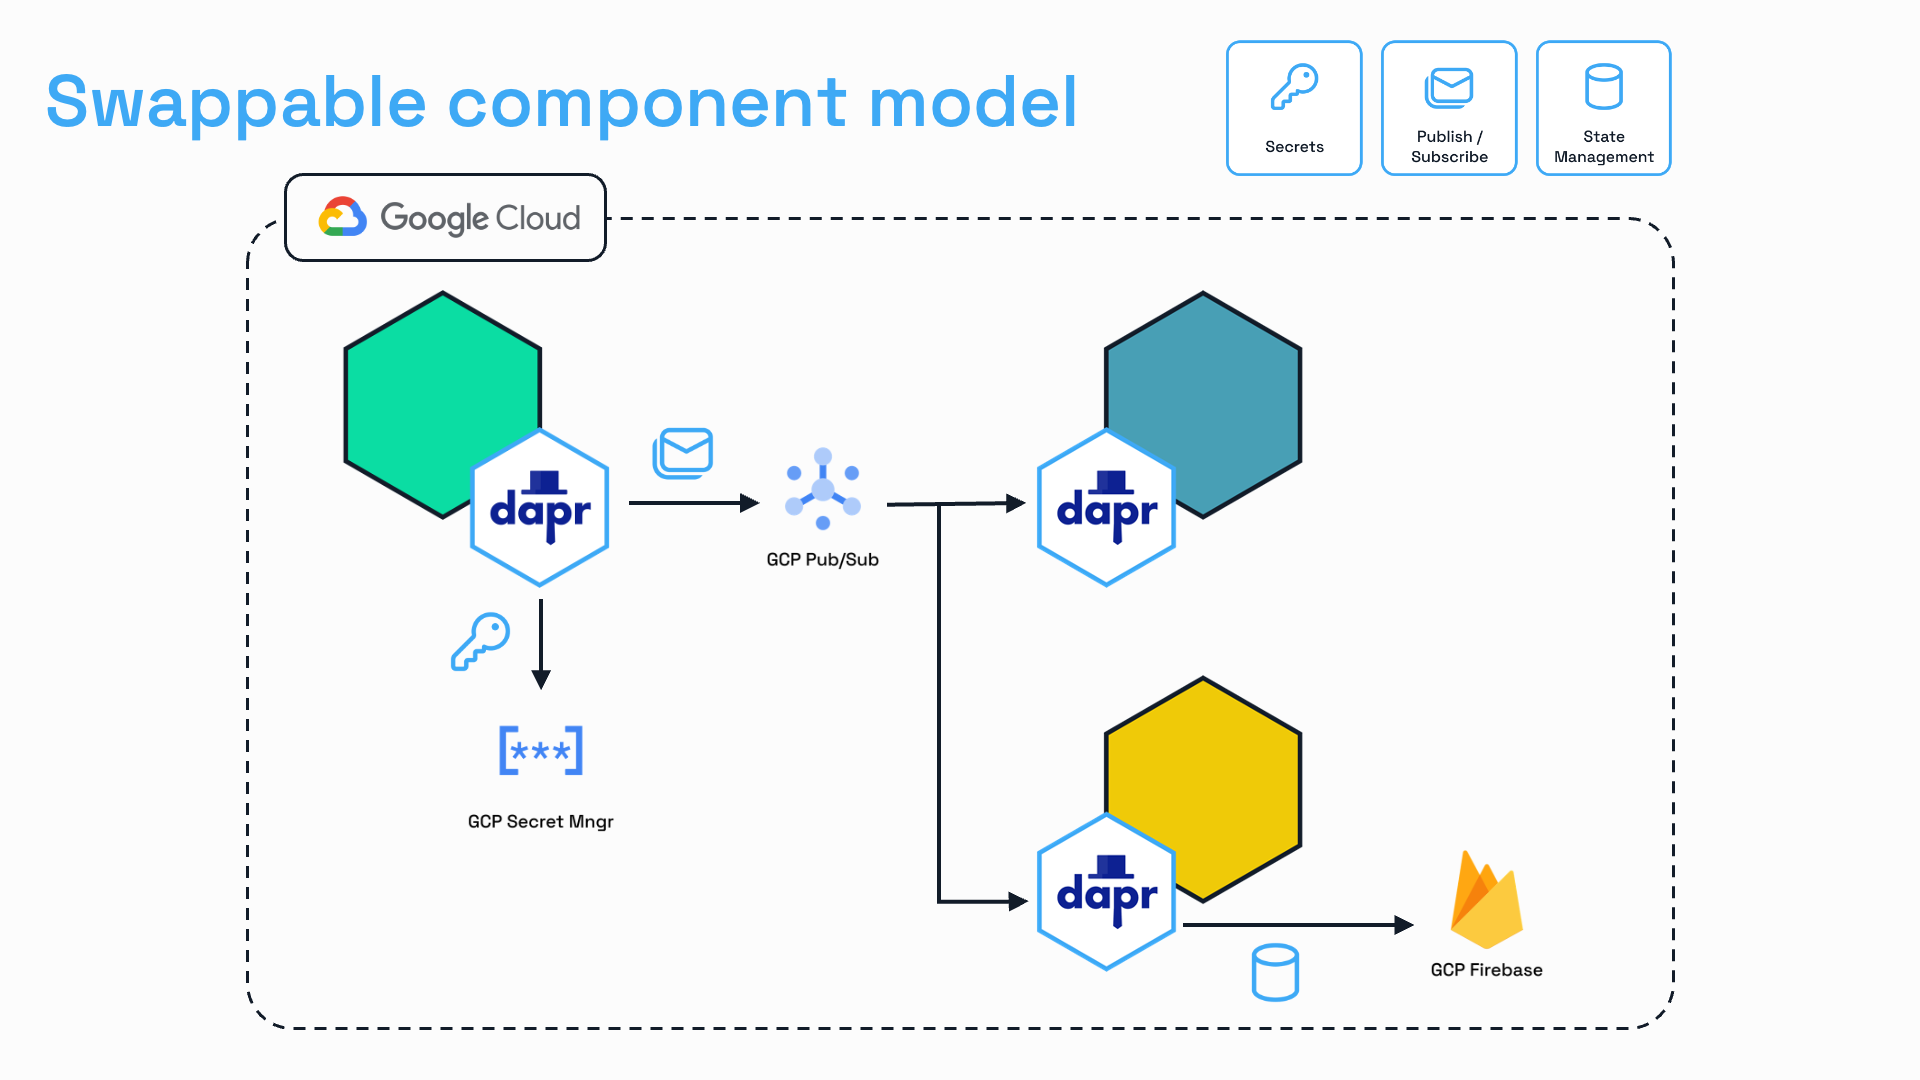 Swappable component model
Secrets
Publish /
Subscribe
State
Management
Google Cloud
dapr
GCP Pub/Sub
dapr
[***]
GCP Secret Mngr
dapr
GCP Firebase